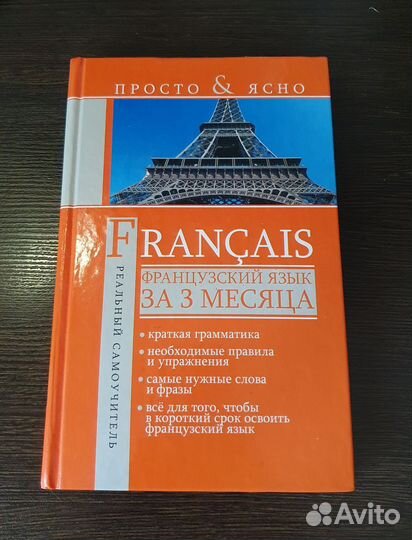 ПРОСТО & ЯСНО
FRANÇAIS
ФРАНЦУЗСКИЙ ЯЗЫК
ЗА 3 МЕСЯЦА
РЕАЛЬНЫЙ САМОУЧИТЕЛЬ
• краткая грамматика
• необходимые правила
и упражнения
• самые нужные слова
и фразы
• всё для того, чтобы
в короткий срок освоить
французский язык
Avito